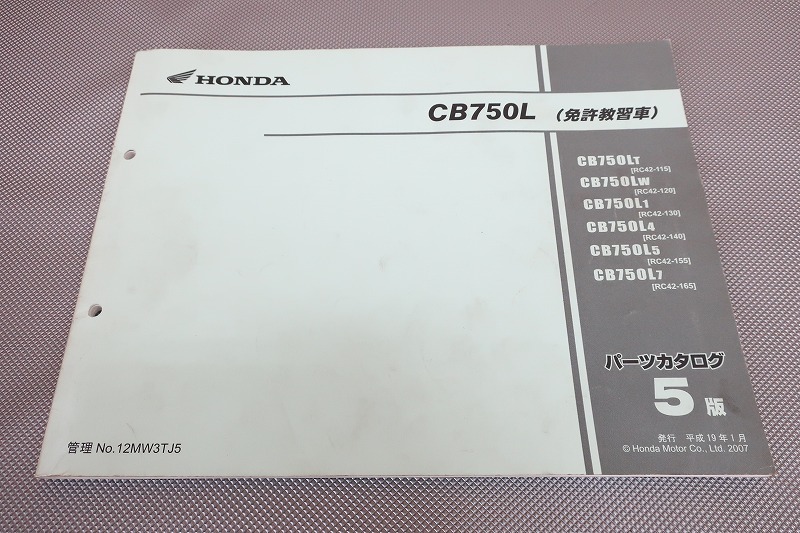 HONDA
CB750L (免許教習車)
CB750LT
[RC42-115]
CB750LW
[RC42-120]
CB750L1
[RC42-130]
CB750L4
[RC42-140]
CB750L5
[RC42-155]
CB750L7
[RC42-165]
パーツカタログ
5版
発行 平成19年1月
© Honda Motor Co., Ltd. 2007
管理 No.12MW3TJ5